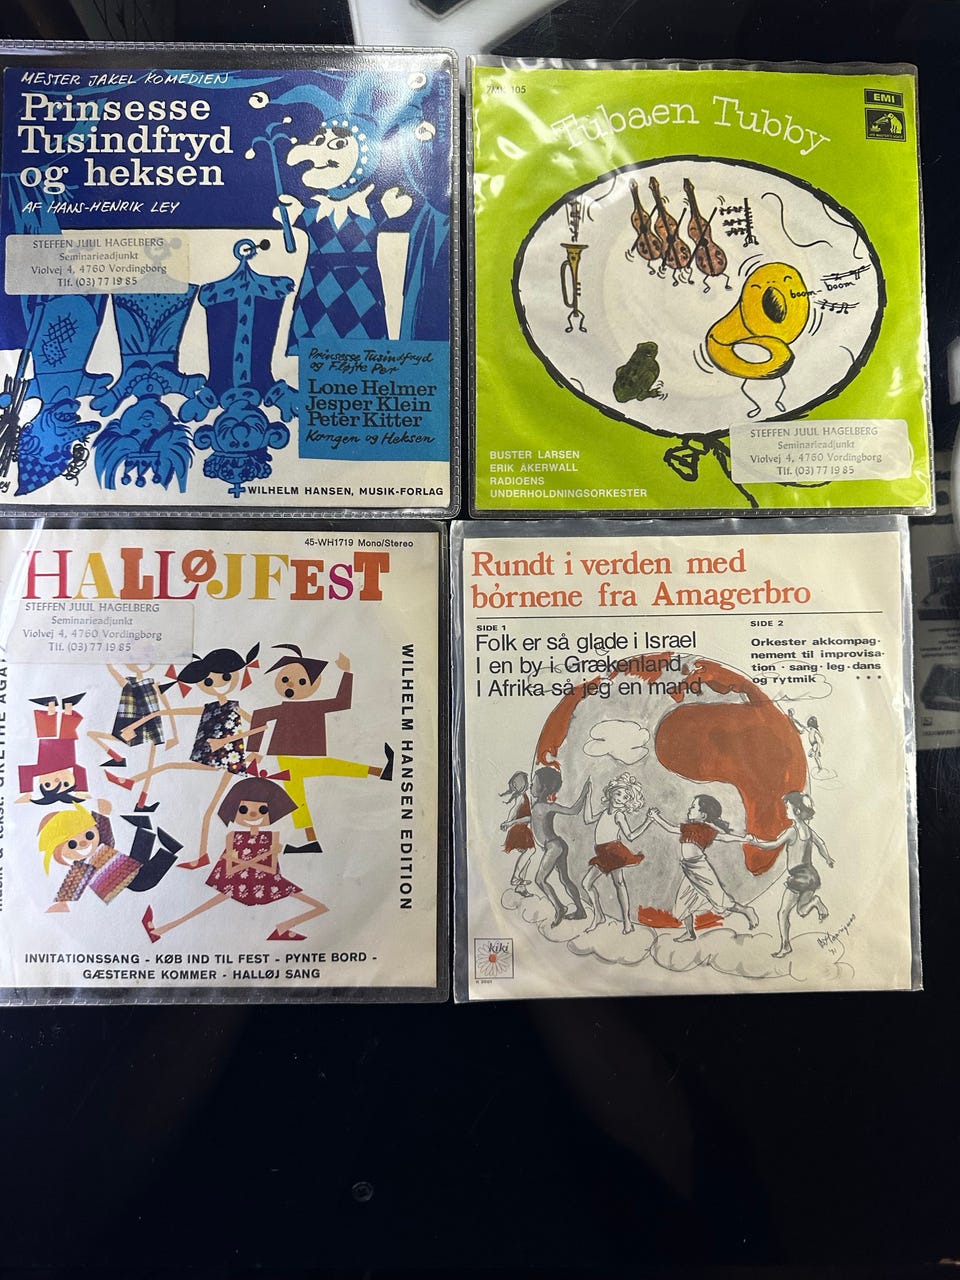 MESTER JAKEL KOMEDIEN
Prinsesse
Tusindfryd
og heksen
AF HANS-HENRIK LEY
STEFFEN JUUL HAGELBERG
Seminarieadjunkt
Violvej 4, 4760 Vordingborg
Tlf. (03) 77 19 85
Prinsesse Tusindfryd
og Fløjte Per
Lone Helmer
Jesper Klein
Peter Kitter
Kongen og Heksen
WILHELM HANSEN, MUSIK-FORLAG
7MK 105
EMI
Tubaen Tubby
boom-boom
BUSTER LARSEN
ERIK ÅKERWALL
RADIOENS
UNDERHOLDNINGSORKESTER
STEFFEN JUUL HAGELBERG
Seminarieadjunkt
Violvej 4, 4760 Vordingborg
Tlf. (03) 77 19 85
45-WH1719 Mono/Stereo
HALLØJFEST
STEFFEN JUUL HAGELBERG
Seminarieadjunkt
Violvej 4, 4760 Vordingborg
Tlf. (03) 77 19 85
WILHELM HANSEN EDITION
INVITATIONSSANG - KØB IND TIL FEST - PYNTE BORD -
GÆSTERNE KOMMER - HALLØJ SANG
Rundt i verden med
børnene fra Amagerbro
SIDE 1
Folk er så glade i Israel
I en by i Grækenland
I Afrika så jeg en mand
SIDE 2
Orkester akkompag-
nement til improvisa-
tion · sang · leg · dans
og rytmik * * *
kiki